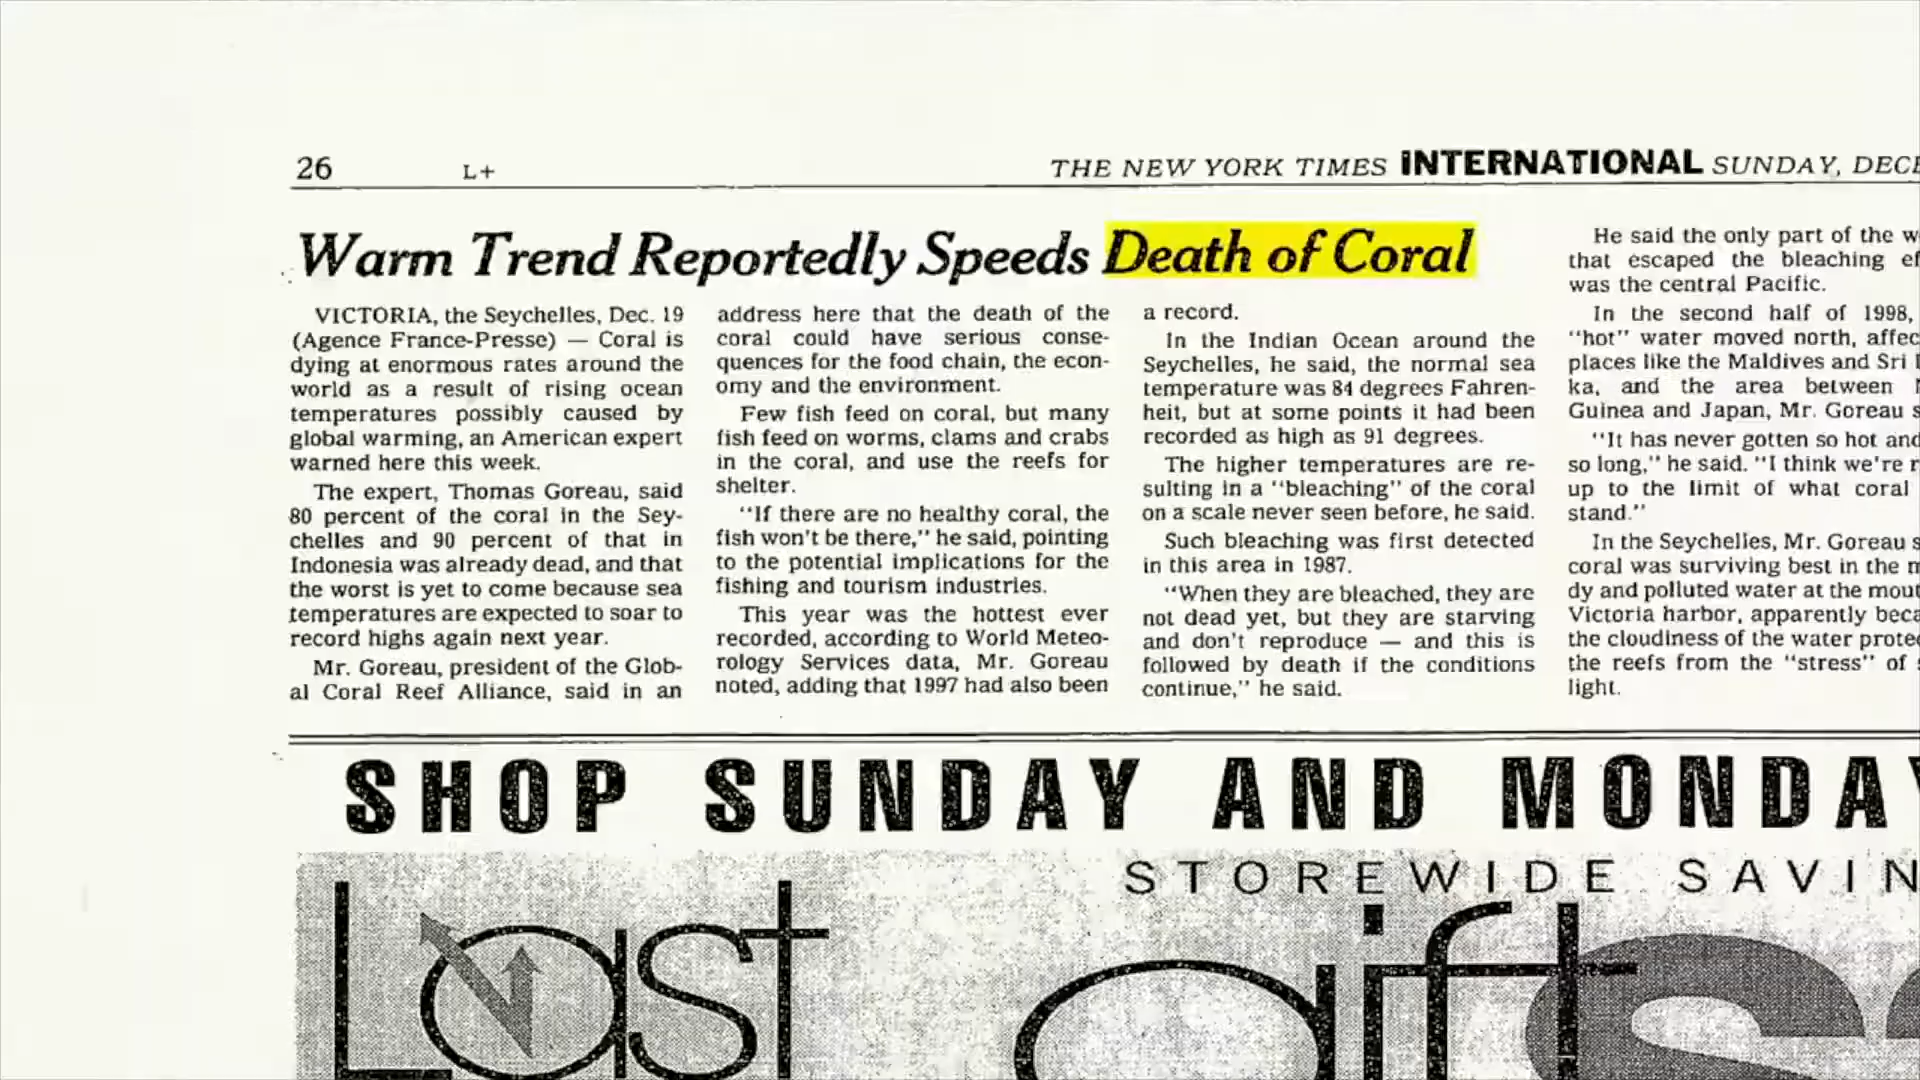 26
L+
THE NEW YORK TIMES INTERNATIONAL SUNDAY,
Warm Trend Reportedly Speeds Death of Coral
VICTORIA, the Seychelles, Dec. 19
(Agence France-Presse) — Coral is
dying at enormous rates around the
world as a result of rising ocean
temperatures possibly caused by
global warming, an American expert
warned here this week.
The expert, Thomas Goreau, said
80 percent of the coral in the Sey-
chelles and 90 percent of that in
Indonesia was already dead, and that
the worst is yet to come because sea
temperatures are expected to soar to
record highs again next year.
Mr. Goreau, president of the Glob-
al Coral Reef Alliance, said in an
address here that the death of the
coral could have serious conse-
quences for the food chain, the econ-
omy and the environment.
Few fish feed on coral, but many
fish feed on worms, clams and crabs
in the coral, and use the reefs for
shelter.
"If there are no healthy coral, the
fish won't be there," he said, pointing
to the potential implications for the
fishing and tourism industries.
This year was the hottest ever
recorded, according to World Meteo-
rology Services data, Mr. Goreau
noted, adding that 1997 had also been
a record.
In the Indian Ocean around the
Seychelles, he said, the normal sea
temperature was 84 degrees Fahren-
heit, but at some points it had been
recorded as high as 91 degrees.
The higher temperatures are re-
sulting in a "bleaching" of the coral
on a scale never seen before, he said.
Such bleaching was first detected
in this area in 1987.
"When they are bleached, they are
not dead yet, but they are starving
and don't reproduce — and this is
followed by death if the conditions
continue," he said.
He said the only part of the
that escaped the bleaching
was the central Pacific.
In the second half of 1998,
"hot" water moved north,
places like the Maldives and Sri
ka, and the area between
Guinea and Japan, Mr. Goreau
"It has never gotten so hot and
so long," he said. "I think we're
up to the limit of what coral
stand."
In the Seychelles, Mr. Goreau
coral was surviving best in the
dy and polluted water at the
Victoria harbor, apparently
the cloudiness of the water
the reefs from the "stress" of
light.
SHOP SUNDAY AND MONDAY
STOREWIDE
Last
gift